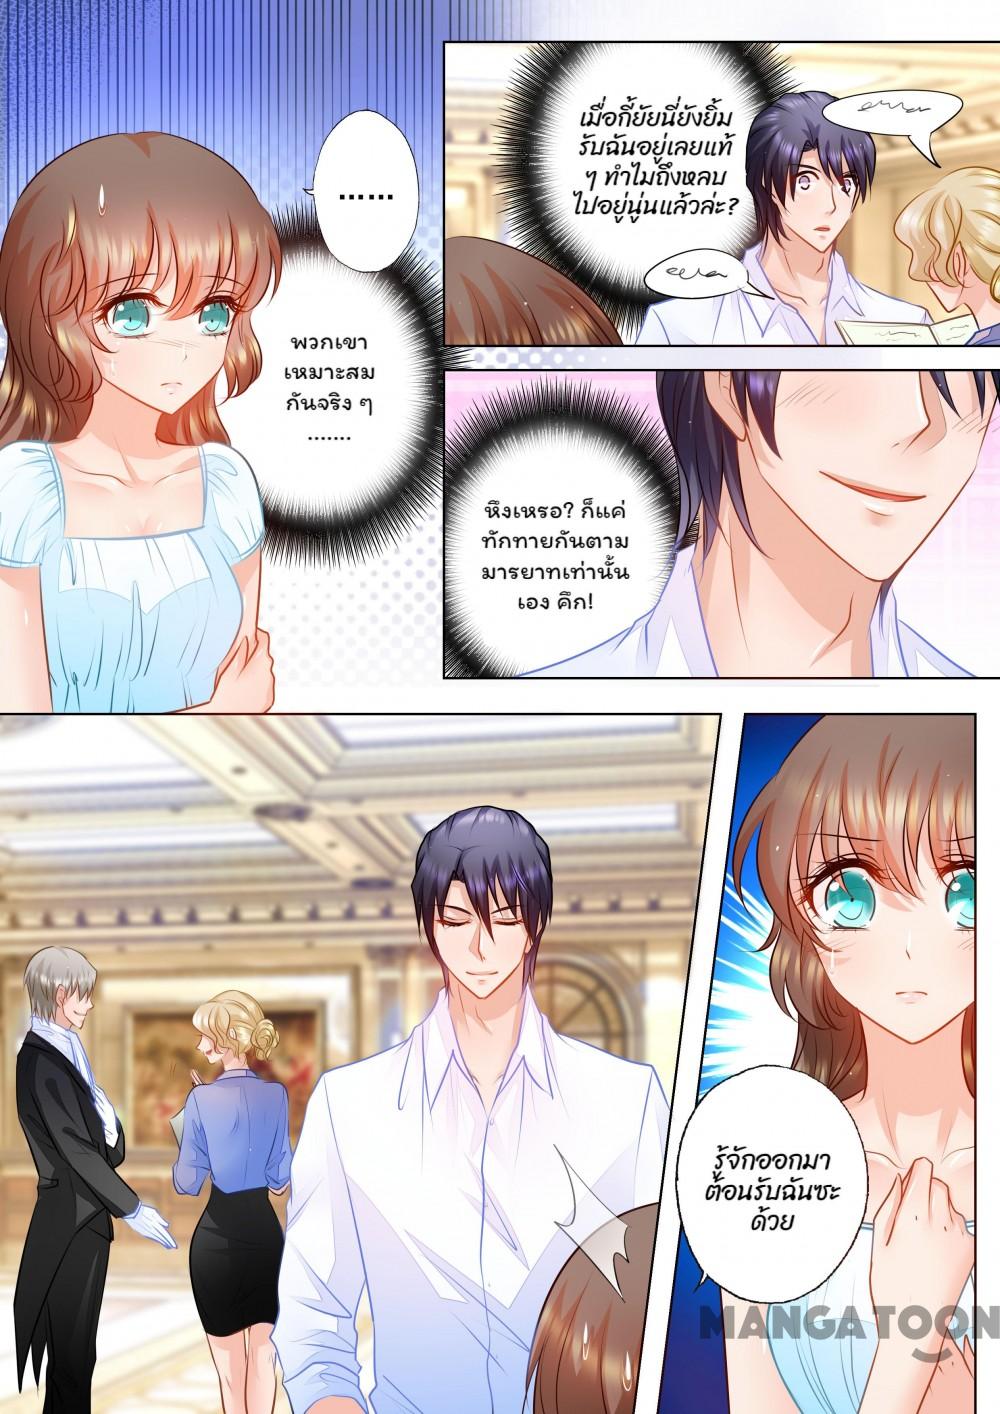 เมื่อกี้ยัยนี่ยังยิ้ม
รับฉันอยู่เลยแท้
ๆ ทำไมถึงหลบ
ไปอยู่นู่นแล้วล่ะ?
......
พวกเขา
เหมาะสม
กันจริง ๆ
.......
หึงเหรอ? ก็แค่
ทักทายกันตาม
มารยาทเท่านั้น
เอง คึก!
รู้จักออกมา
ต้อนรับฉันซะ
ด้วย
MANGATOON